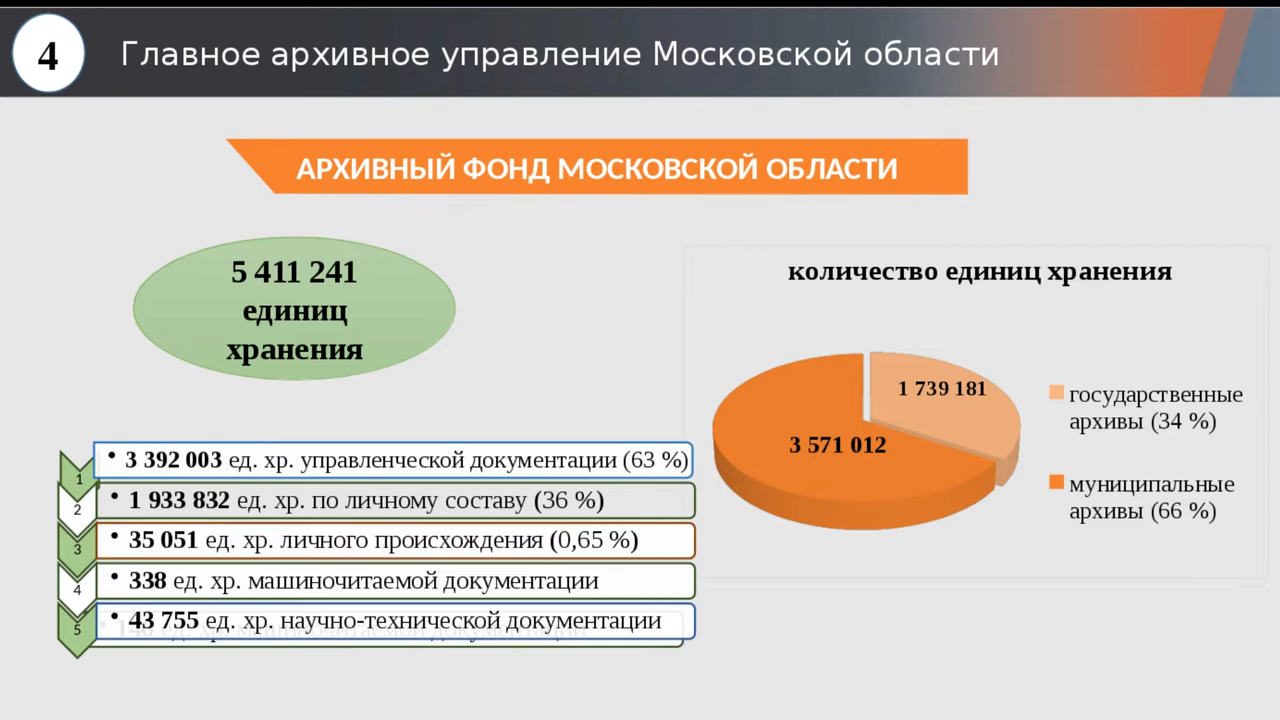 4
Главное архивное управление Московской области
АРХИВНЫЙ ФОНД МОСКОВСКОЙ ОБЛАСТИ
5 411 241
единиц
хранения
количество единиц хранения
1 739 181
3 571 012
государственные
архивы (34 %)
муниципальные
архивы (66 %)
1
• 3 392 003 ед. хр. управленческой документации (63 %)
2
• 1 933 832 ед. хр. по личному составу (36 %)
3
• 35 051 ед. хр. личного происхождения (0,65 %)
4
• 338 ед. хр. машиночитаемой документации
5
• 43 755 ед. хр. научно-технической документации